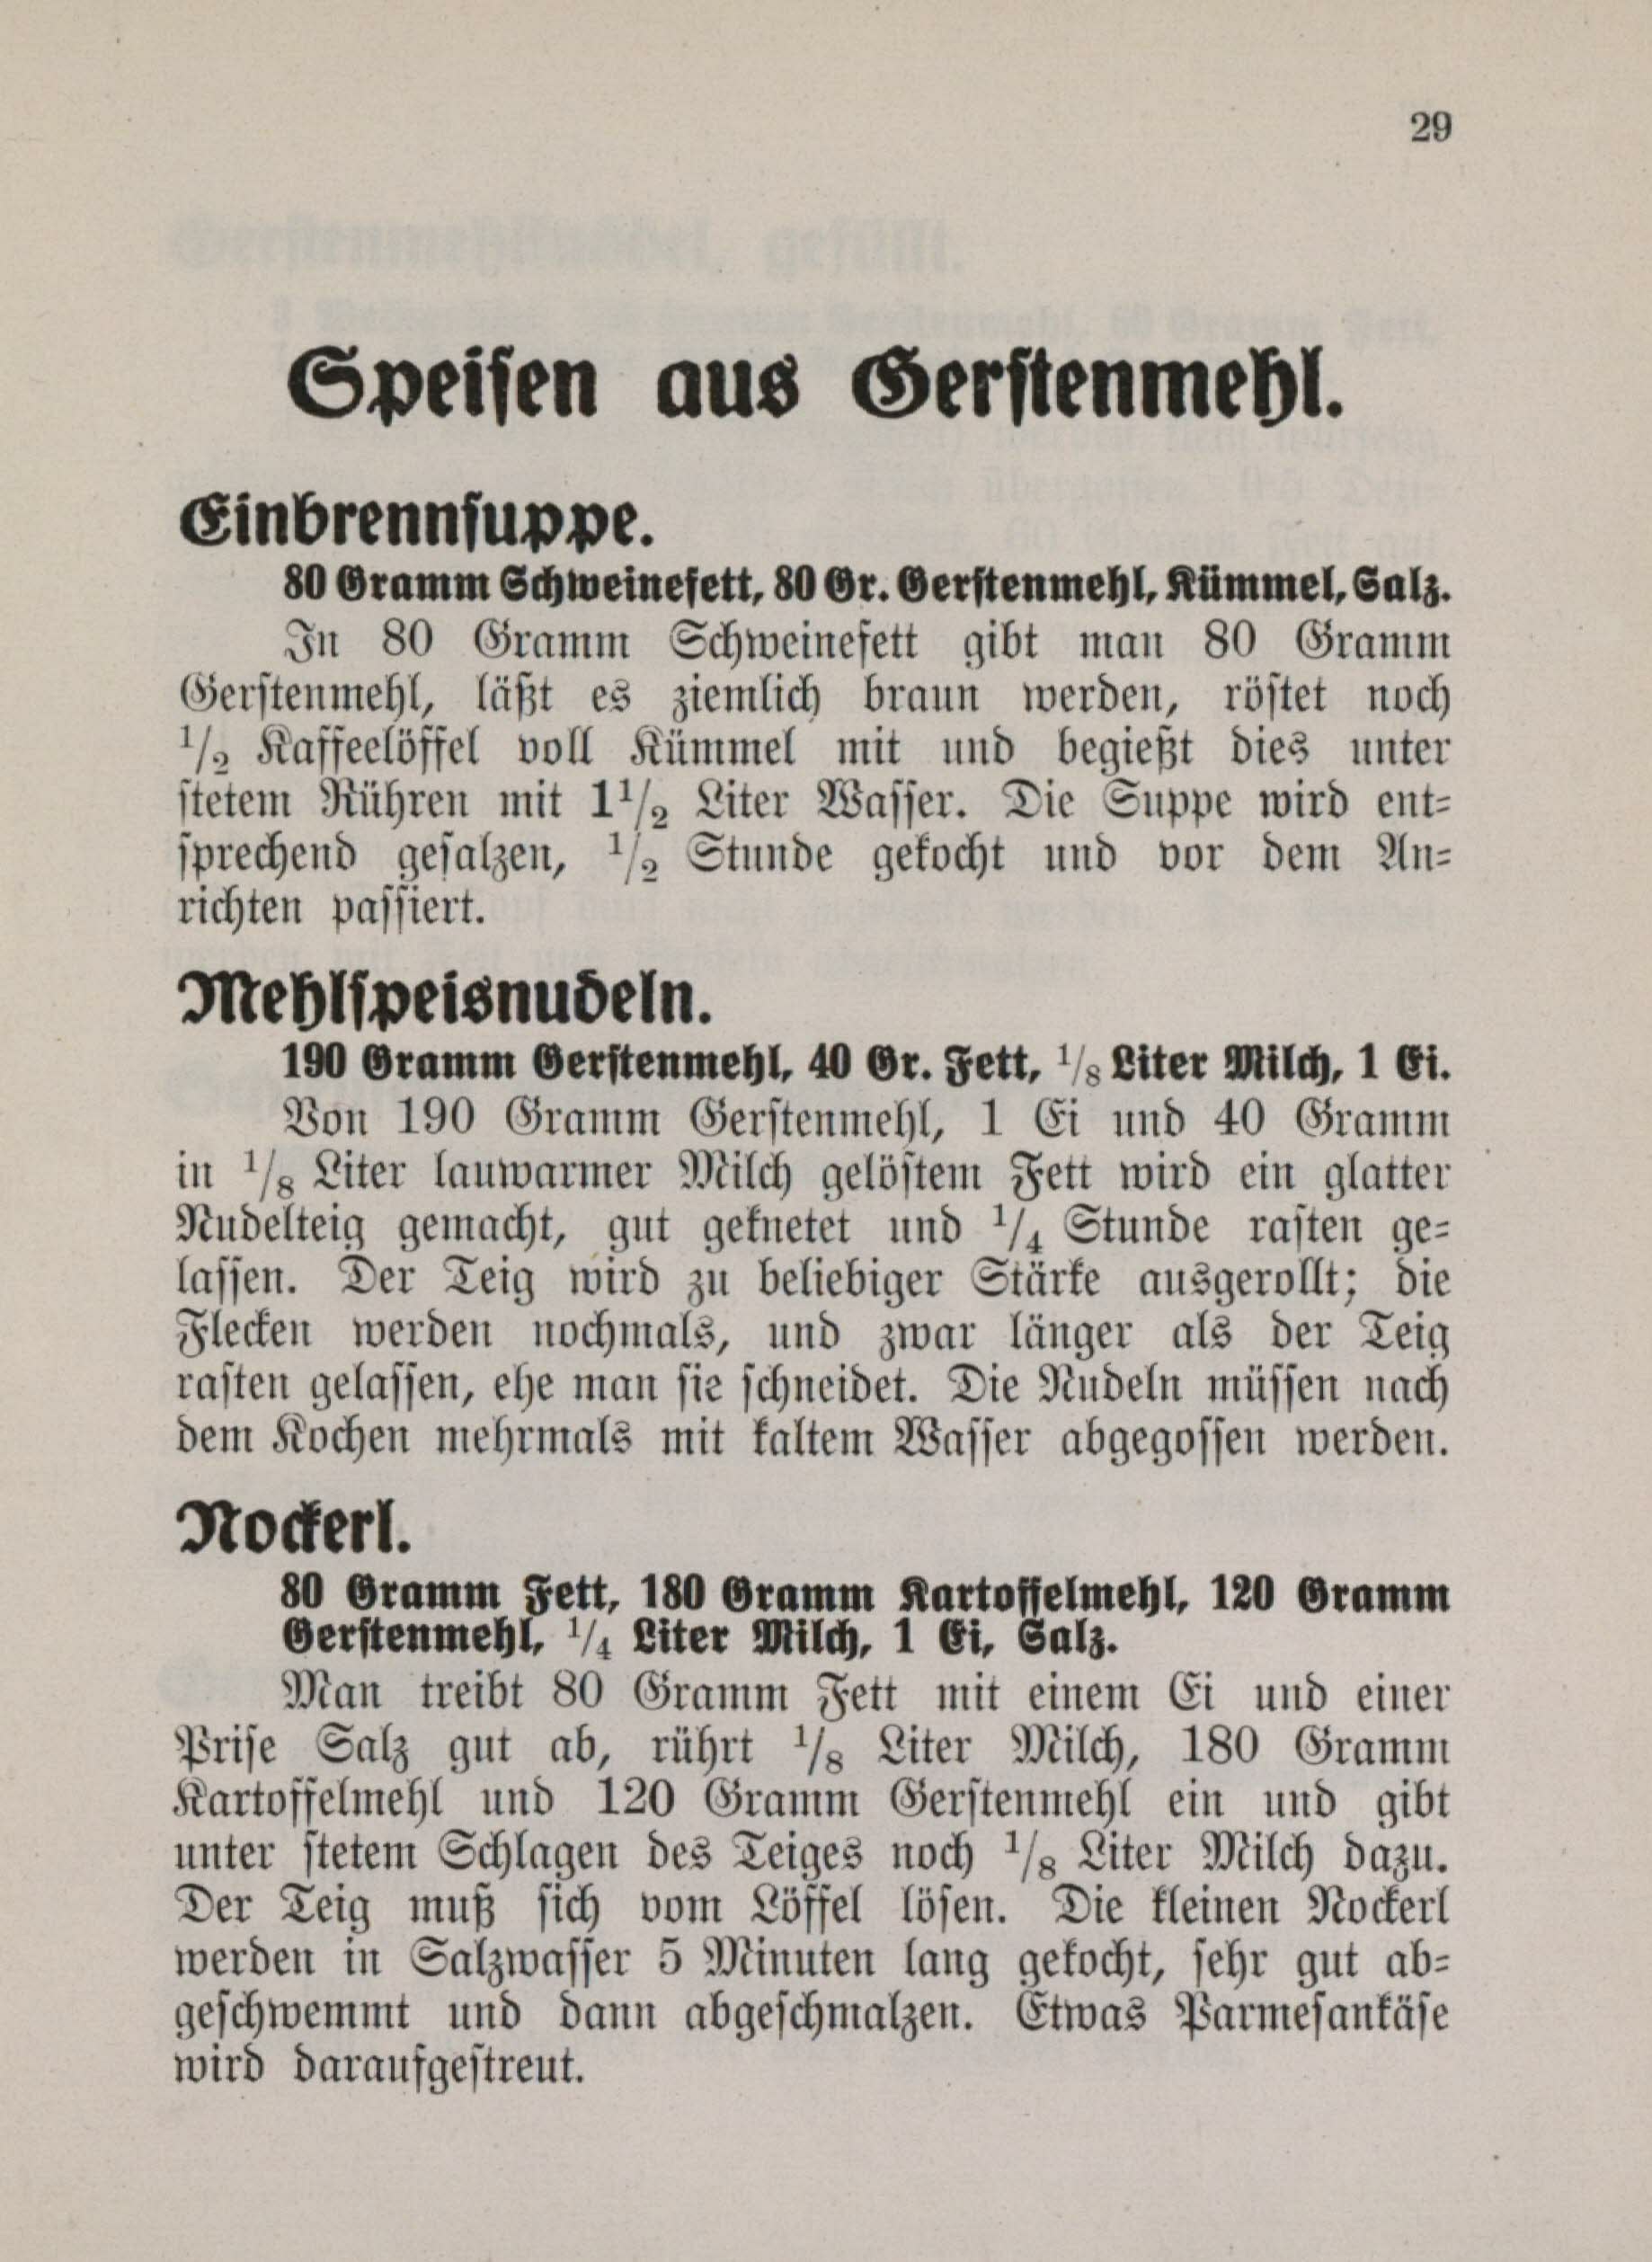 29
Speisen aus Gerstenmehl.
Einbrennsuppe.
80 Gramm Schweinefett, 80 Gr. Gerstenmehl, Kümmel, Salz.
In 80 Gramm Schweinefett gibt man 80 Gramm
Gerstenmehl, läßt es ziemlich braun werden, röstet noch
1/2 Kaffeelöffel voll Kümmel mit und begießt dies unter
stetem Rühren mit 1 1/2 Liter Wasser. Die Suppe wird ent-
sprechend gesalzen, 1/2 Stunde gekocht und vor dem An-
richten passiert.
Mehlspeisnudeln.
190 Gramm Gerstenmehl, 40 Gr. Fett, 1/8 Liter Milch, 1 Ei.
Von 190 Gramm Gerstenmehl, 1 Ei und 40 Gramm
in 1/8 Liter lauwarmer Milch gelöstem Fett wird ein glatter
Nudelteig gemacht, gut geknetet und 1/4 Stunde rasten ge-
lassen. Der Teig wird zu beliebiger Stärke ausgerollt; die
Flecken werden nochmals, und zwar länger als der Teig
rasten gelassen, ehe man sie schneidet. Die Nudeln müssen nach
dem Kochen mehrmals mit kaltem Wasser abgegossen werden.
Nockerl.
80 Gramm Fett, 180 Gramm Kartoffelmehl, 120 Gramm
Gerstenmehl, 1/4 Liter Milch, 1 Ei, Salz.
Man treibt 80 Gramm Fett mit einem Ei und einer
Prise Salz gut ab, rührt 1/8 Liter Milch, 180 Gramm
Kartoffelmehl und 120 Gramm Gerstenmehl ein und gibt
unter stetem Schlagen des Teiges noch 1/8 Liter Milch dazu.
Der Teig muß sich vom Löffel lösen. Die kleinen Nockerl
werden in Salzwasser 5 Minuten lang gekocht, sehr gut ab-
geschwemmt und dann abgeschmalzen. Etwas Parmesankäse
wird daraufgestreut.